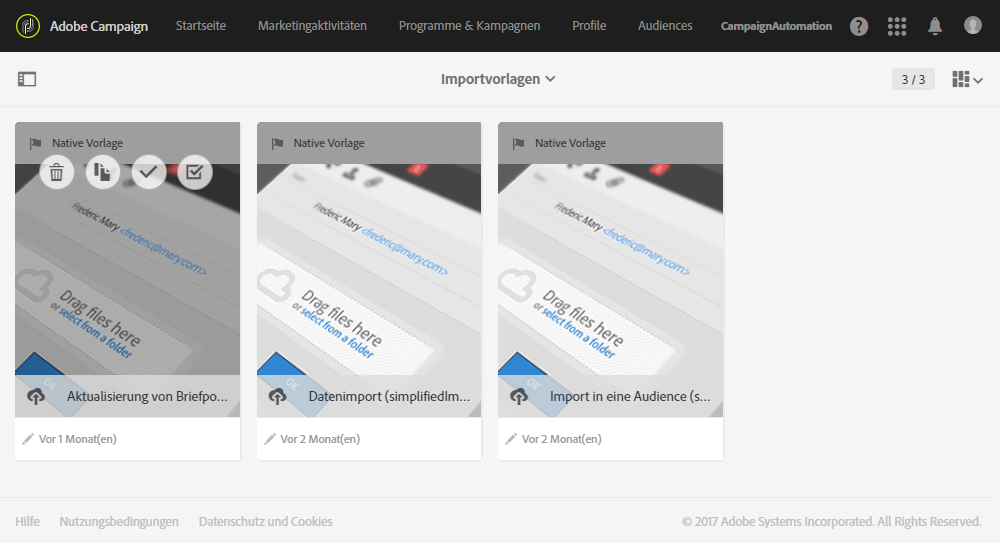 Adobe Campaign Startseite Marketingaktivitäten Programme & Kampagnen Profile Audiences CampaignAutomation ?
Importvorlagen 3 / 3
Native Vorlage Native Vorlage Native Vorlage
Frederic Mary <frederic@mary.com> Frederic Mary <frederic@mary.com> Frederic Mary <frederic@mary.com>
Drag files here Drag files here Drag files here
or select from a folder or select from a folder or select from a folder
OK OK OK
Aktualisierung von Briefpo... Datenimport (simplifiedIm... Import in eine Audience (s...
Vor 1 Monat(en) Vor 2 Monat(en) Vor 2 Monat(en)
Hilfe Nutzungsbedingungen Datenschutz und Cookies © 2017 Adobe Systems Incorporated. All Rights Reserved.